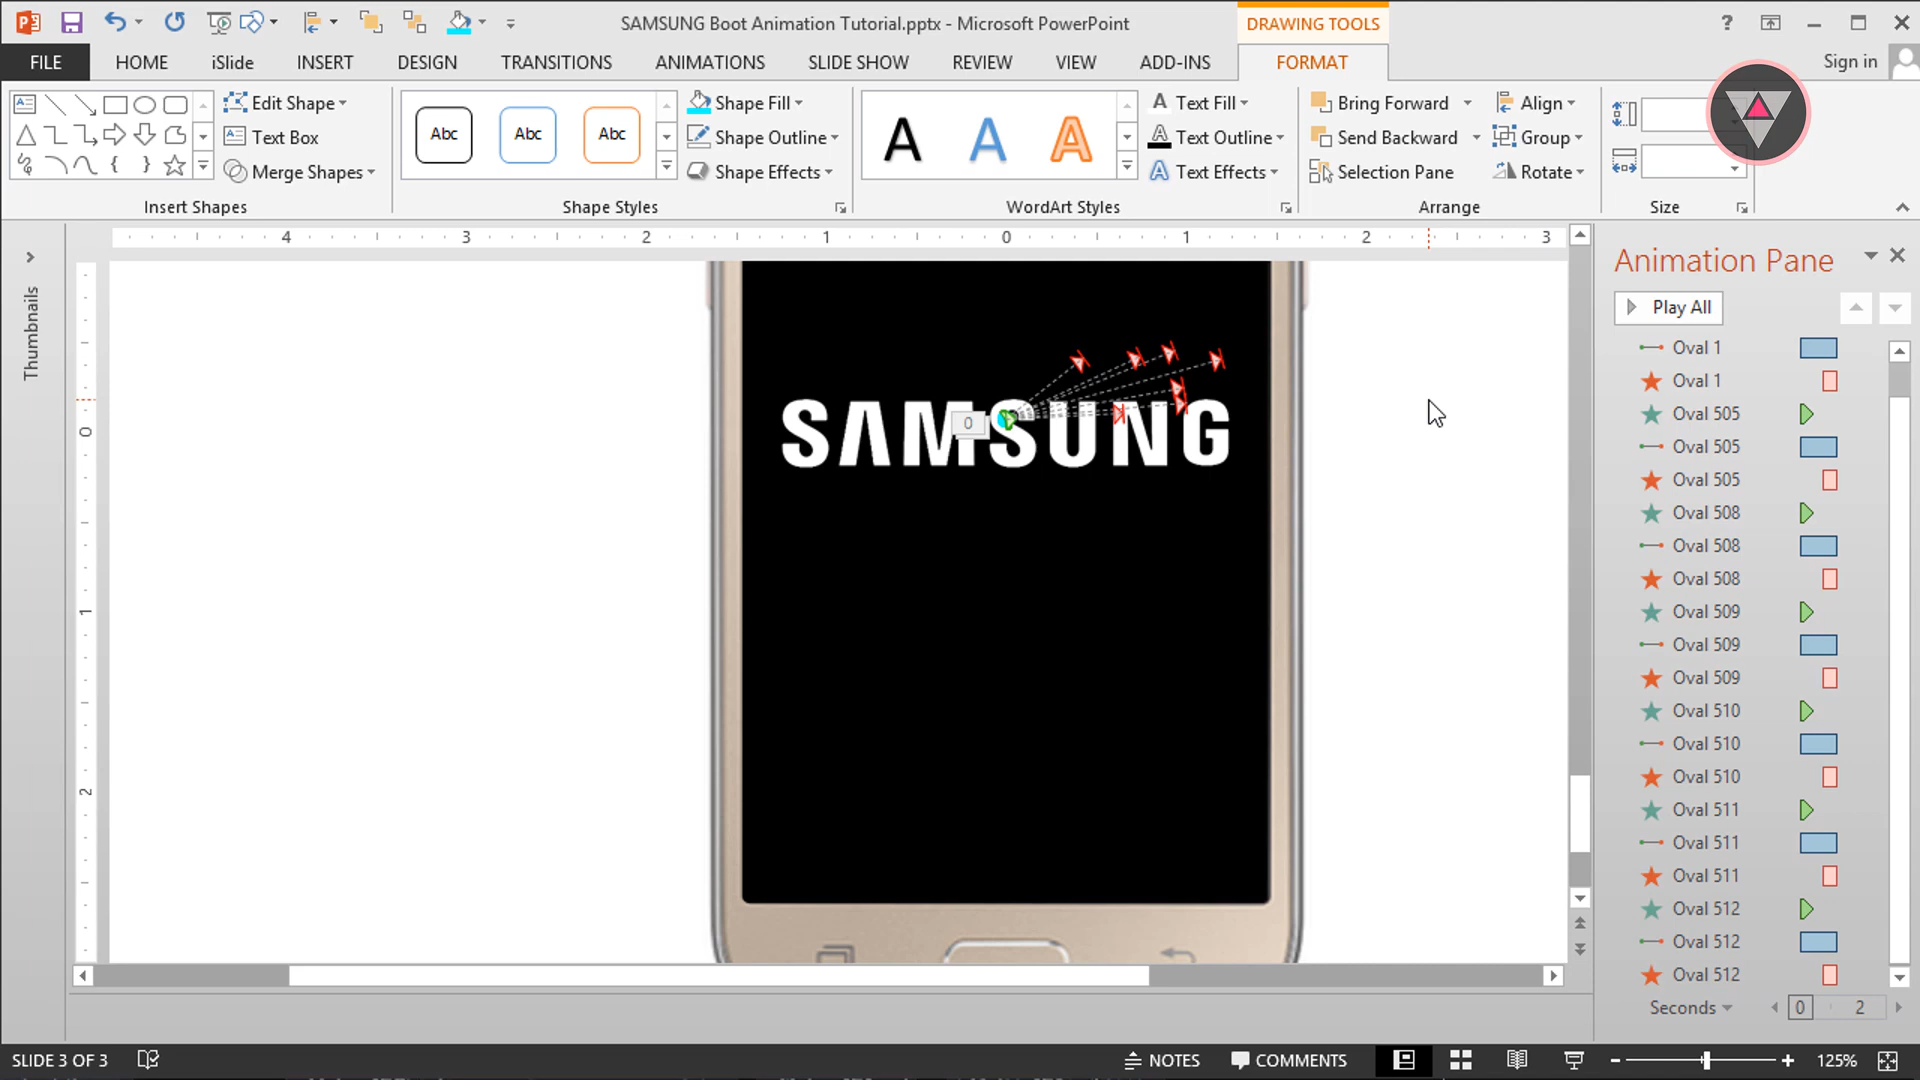 SAMSUNG Boot Animation Tutorial.pptx - Microsoft PowerPoint
DRAWING TOOLS
?
FILE
HOME
iSlide
INSERT
DESIGN
TRANSITIONS
ANIMATIONS
SLIDE SHOW
REVIEW
VIEW
ADD-INS
FORMAT
Sign in
Edit Shape
Text Box
Merge Shapes
Insert Shapes
Abc
Abc
Abc
Shape Fill
Shape Outline
Shape Effects
Shape Styles
A
A
A
Text Fill
Text Outline
Text Effects
WordArt Styles
Bring Forward
Send Backward
Selection Pane
Align
Group
Rotate
Arrange
Size
4 3 2 1 0 1 2 3
0
1
2
Thumbnails
SAMSUNG
0
Animation Pane
Play All
Oval 1
Oval 1
Oval 505
Oval 505
Oval 505
Oval 508
Oval 508
Oval 508
Oval 509
Oval 509
Oval 509
Oval 510
Oval 510
Oval 510
Oval 511
Oval 511
Oval 511
Oval 512
Oval 512
Oval 512
Seconds
0
2
SLIDE 3 OF 3
NOTES
COMMENTS
125%